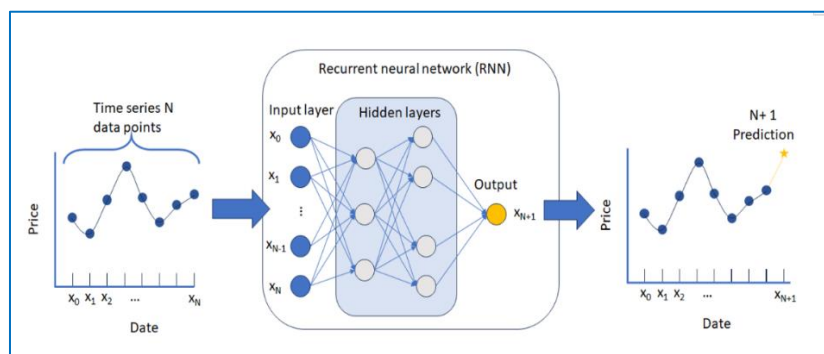 Time series N
data points
Price
x0 x1 x2 ... xN
Date
Recurrent neural network (RNN)
Input layer
Hidden layers
x0
x1
...
xN-1
xN
Output
xN+1
N+ 1
Prediction
Price
x0 x1 x2 ... xN+1
Date